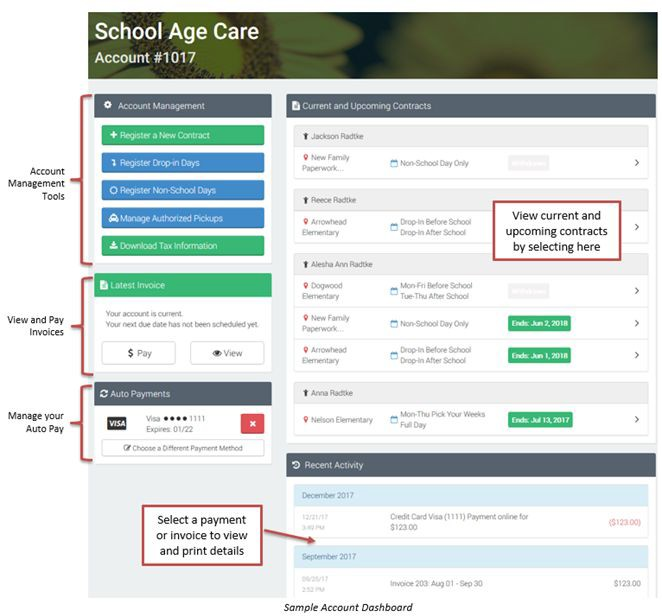 School Age Care
Account #1017
Account Management
Register a New Contract
Register Drop-in Days
Register Non-School Days
Manage Authorized Pickups
Download Tax Information
Account
Management
Tools
Latest Invoice
Your account is current.
Your next due date has not been scheduled yet.
$ Pay
View
View and Pay
Invoices
Auto Payments
VISA
Visa ●●●● 1111
Expires: 01/22
Choose a Different Payment Method
Manage your
Auto Pay
Current and Upcoming Contracts
Jackson Radtke
New Family
Paperwork...
Non-School Day Only
Withdrawn
Reece Radtke
Arrowhead
Elementary
Drop-In Before School
Drop-In After School
View current and
upcoming contracts
by selecting here
Alesha Ann Radtke
Dogwood
Elementary
Mon-Fri Before School
Tue-Thu After School
New Family
Paperwork...
Non-School Day Only
Ends: Jun 2, 2018
Arrowhead
Elementary
Drop-In Before School
Drop-In After School
Ends: Jun 1, 2018
Anna Radtke
Nelson Elementary
Mon-Thu Pick Your Weeks
Full Day
Ends: Jul 13, 2017
Recent Activity
December 2017
12/21/17
3:49 PM
Credit Card Visa (1111) Payment online for
$123.00
($123.00)
Select a payment
or invoice to view
and print details
September 2017
09/25/17
2:52 PM
Invoice 203: Aug 01 - Sep 30
$123.00
Sample Account Dashboard